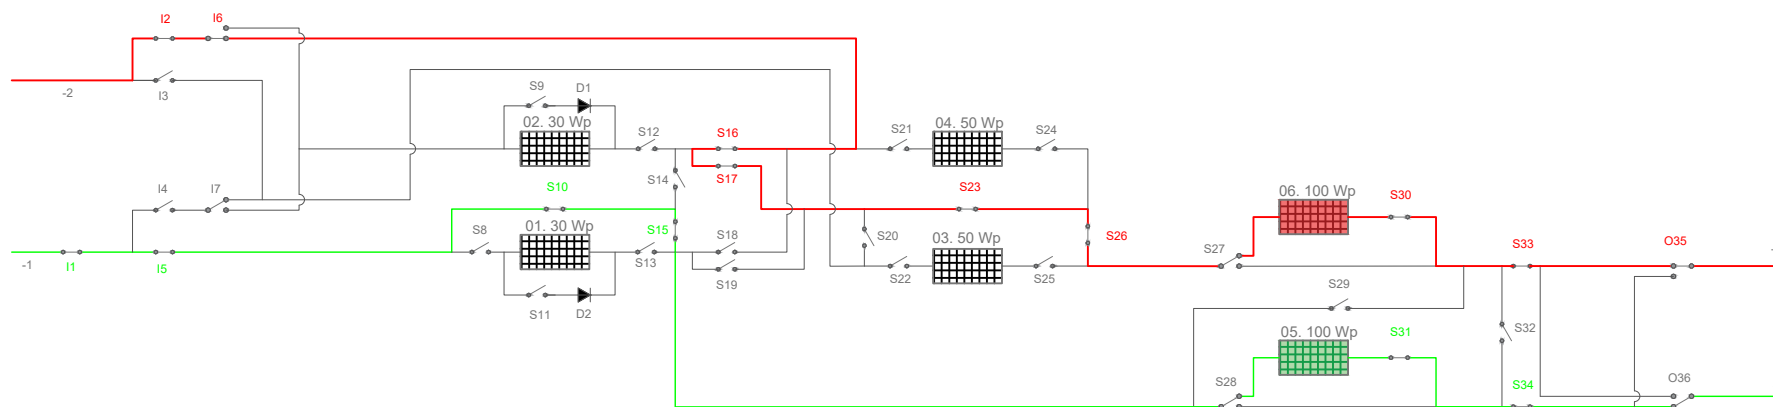 I2
I6
-2
I3
S9
D1
02. 30 Wp
S12
S16
S21
04. 50 Wp
S24
S14
S17
I4
I7
S10
S23
06. 100 Wp
S30
-1
I1
I5
S8
01. 30 Wp
S13
S15
S18
S19
S20
S22
03. 50 Wp
S25
S26
S27
S33
O35
S11
D2
S29
S32
05. 100 Wp
S31
S28
S34
O36